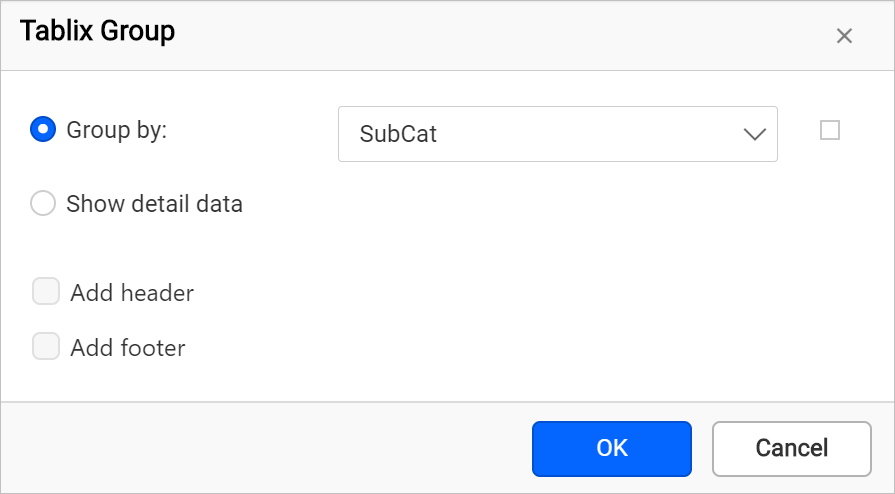 Tablix Group
Group by:
SubCat
Show detail data
Add header
Add footer
OK
Cancel